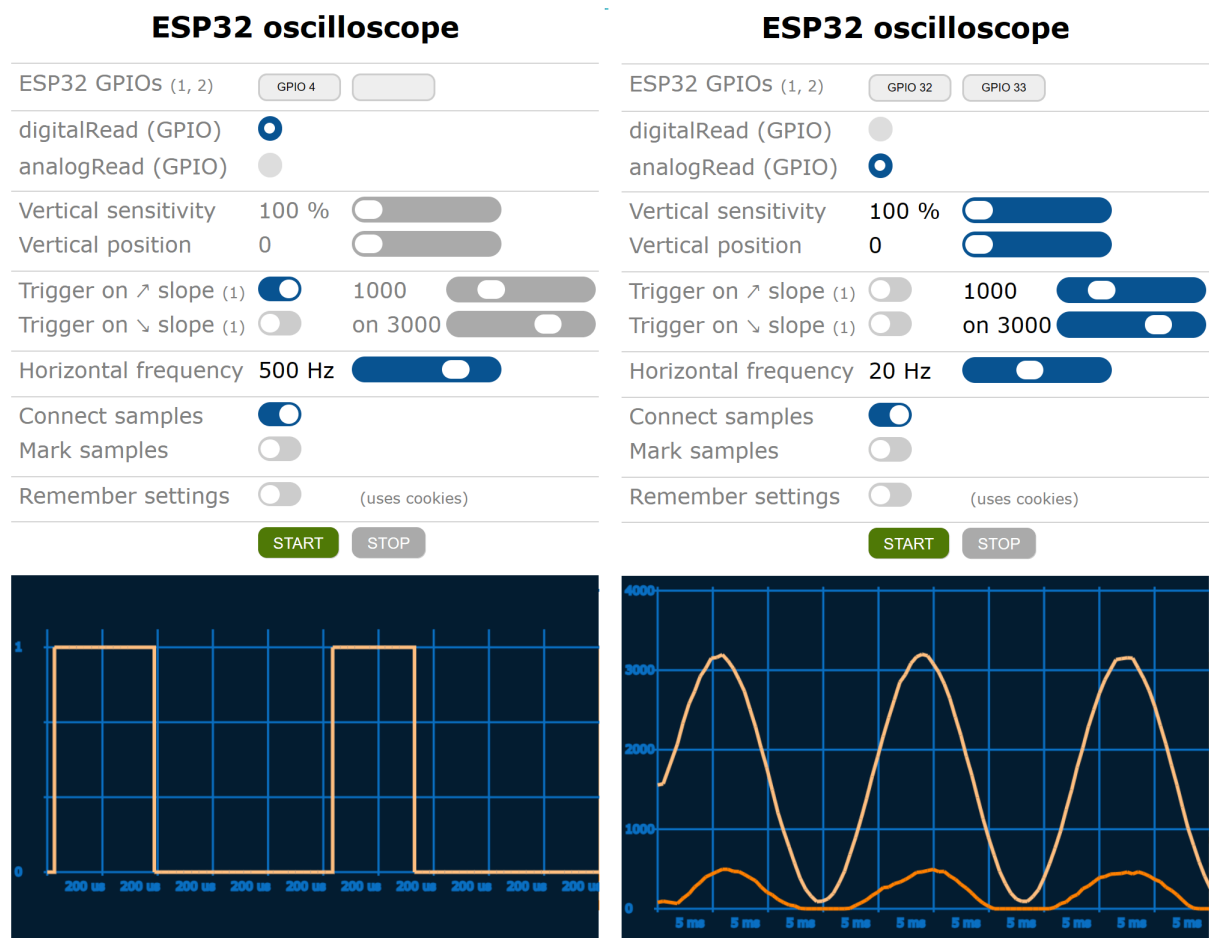 ESP32 oscilloscope
ESP32 GPIOs (1, 2) GPIO 4
digitalRead (GPIO)
analogRead (GPIO)
Vertical sensitivity 100 %
Vertical position 0
Trigger on ↗ slope (1) 1000
Trigger on ↘ slope (1) on 3000
Horizontal frequency 500 Hz
Connect samples
Mark samples
Remember settings (uses cookies)
START STOP
1
0
200 us 200 us 200 us 200 us 200 us 200 us 200 us 200 us 200 us 200 u
ESP32 oscilloscope
ESP32 GPIOs (1, 2) GPIO 32 GPIO 33
digitalRead (GPIO)
analogRead (GPIO)
Vertical sensitivity 100 %
Vertical position 0
Trigger on ↗ slope (1) 1000
Trigger on ↘ slope (1) on 3000
Horizontal frequency 20 Hz
Connect samples
Mark samples
Remember settings (uses cookies)
START STOP
4000
3000
2000
1000
0
5 ms 5 ms 5 ms 5 ms 5 ms 5 ms 5 ms 5 ms 5 ms 5 ms